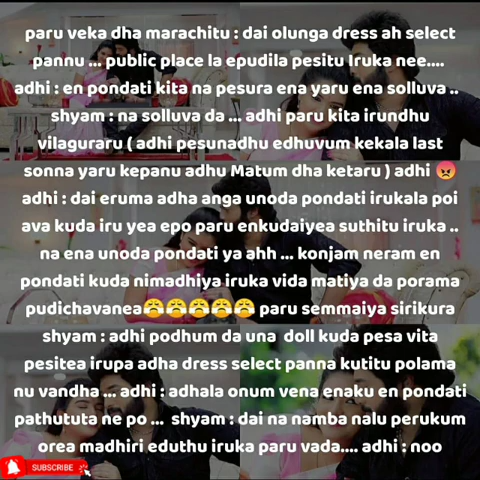 paru veka dha marachitu : dai olunga dress ah select
pannu ... public place la epudila pesitu Iruka nee....
adhi : en pondati kita na pesura ena yaru ena solluva ..
shyam : na solluva da ... adhi paru kita irundhu
vilaguraru ( adhi pesunadhu edhuvum kekala last
sonna yaru kepanu adhu Matum dha ketaru ) adhi 😡
adhi : dai eruma adha anga unoda pondati irukala poi
ava kuda iru yea epo paru enkudaiyea suthitu iruka ..
na ena unoda pondati ya ahh ... konjam neram en
pondati kuda nimadhiya iruka vida matiya da porama
pudichavanea😤😤😤😤😤 paru semmaiya sirikura
shyam : adhi podhum da una doll kuda pesa vita
pesitea irupa adha dress select panna kutitu polama
nu vandha ... adhi : adhala onum vena enaku en pondati
pathututa ne po ... shyam : dai na namba nalu perukum
orea madhiri eduthu iruka paru vada.... adhi : noo
SUBSCRIBE